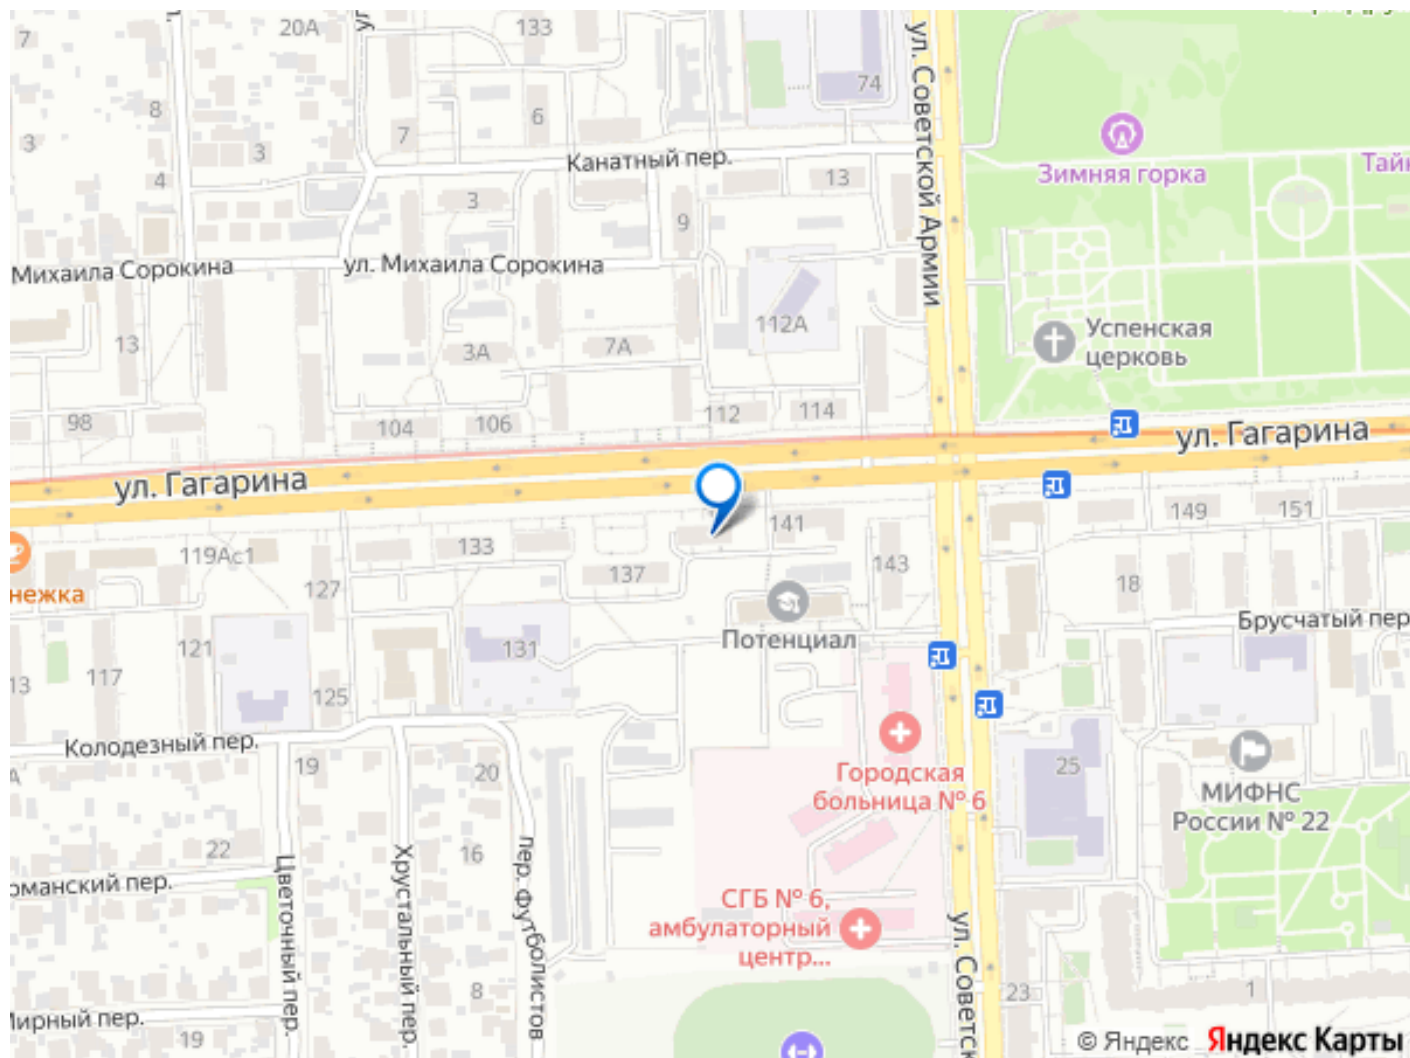 7
20А
133
ул. Советской Армии
74
8
6
7
3
3
4
Канатный пер.
13
Зимняя горка
3
9
Михаила Сорокина
ул. Михаила Сорокина
112А
Успенская
церковь
13
3А
7А
98
104
106
112
114
ул. Гагарина
ул. Гагарина
141
149
151
119Ас1
133
127
137
143
18
нежка
Потенциал
Брусчатый пер
121
131
117
13
125
Колодезный пер.
19
20
25
Городская
больница № 6
МИФНС
России № 22
22
16
Цветочный пер.
Хрустальный пер.
пер. Футболистов
оманский пер.
СГБ № 6,
амбулаторный
центр...
ул. Советск
8
23
1
Мирный пер.
19
© Яндекс Яндекс Карты